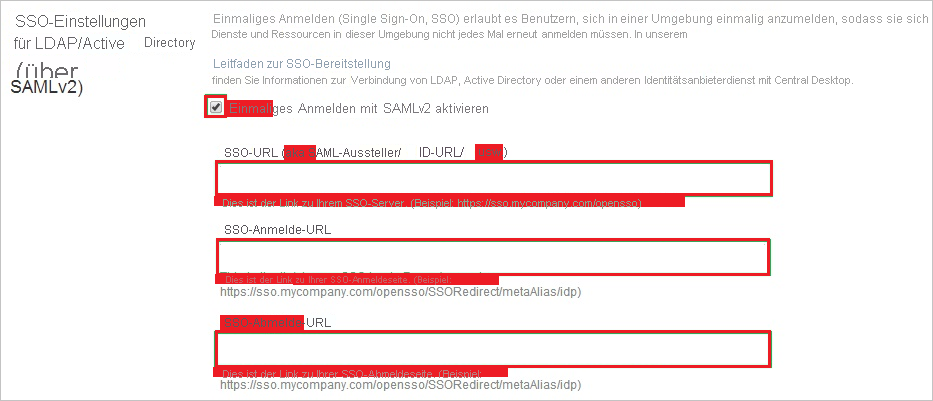 SSO-Einstellungen
für LDAP/Active Directory
(über
SAMLv2)
Einmaliges Anmelden (Single Sign-On, SSO) erlaubt es Benutzern, sich in einer Umgebung einmalig anzumelden, sodass sie sich
Dienste und Ressourcen in dieser Umgebung nicht jedes Mal erneut anmelden müssen. In unserem
Leitfaden zur SSO-Bereitstellung
finden Sie Informationen zur Verbindung von LDAP, Active Directory oder einem anderen Identitätsanbieterdienst mit Central Desktop.
Einmaliges Anmelden mit SAMLv2 aktivieren
SSO-URL ( SAML-Aussteller/ ID-URL/ )
Dies ist der Link zu Ihrem SSO-Server. (Beispiel: https://sso.mycompany.com/opensso)
SSO-Anmelde-URL
Dies ist der Link zu Ihrer SSO-Anmeldeseite. (Beispiel:
https://sso.mycompany.com/opensso/SSORedirect/metaAlias/idp)
-URL
Dies ist der Link zu Ihrer SSO-Abmeldeseite. (Beispiel:
https://sso.mycompany.com/opensso/SSORedirect/metaAlias/idp)